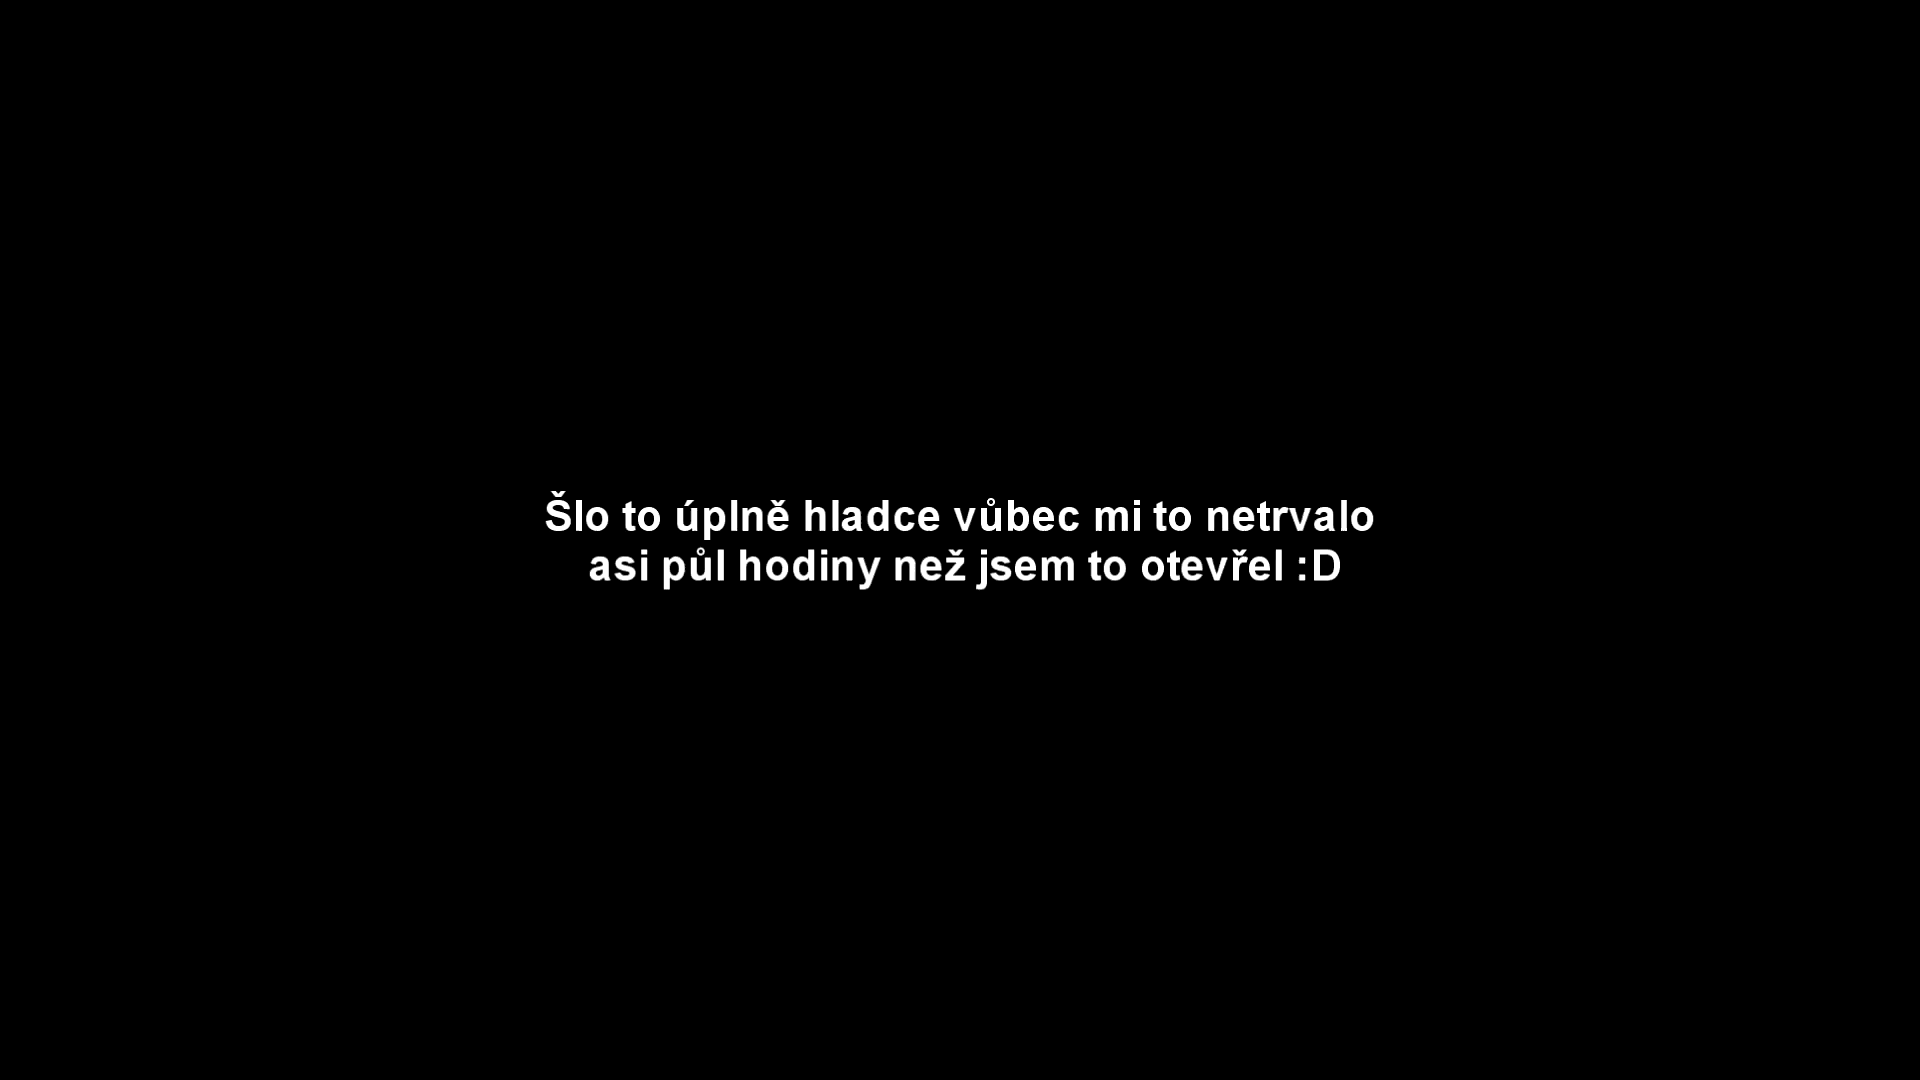 Šlo to úplně hladce vůbec mi to netrvalo
asi půl hodiny než jsem to otevřel :D